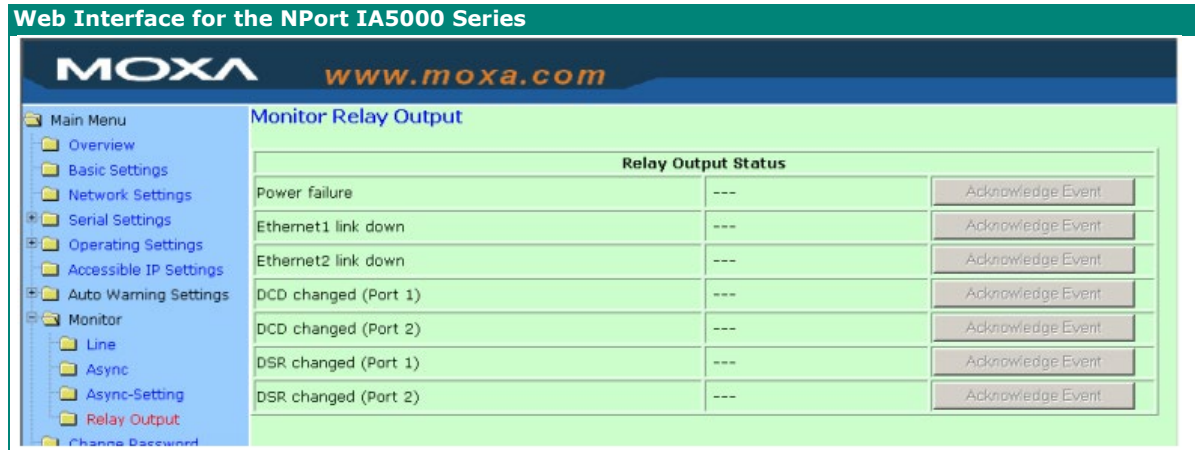 Web Interface for the NPort IA5000 Series
MOXA www.moxa.com
Main Menu
Overview
Basic Settings
Network Settings
Serial Settings
Operating Settings
Accessible IP Settings
Auto Warning Settings
Monitor
Line
Async
Async-Setting
Relay Output
Change Password
Monitor Relay Output
Relay Output Status
Power failure --- Acknowledge Event
Ethernet1 link down --- Acknowledge Event
Ethernet2 link down --- Acknowledge Event
DCD changed (Port 1) --- Acknowledge Event
DCD changed (Port 2) --- Acknowledge Event
DSR changed (Port 1) --- Acknowledge Event
DSR changed (Port 2) --- Acknowledge Event